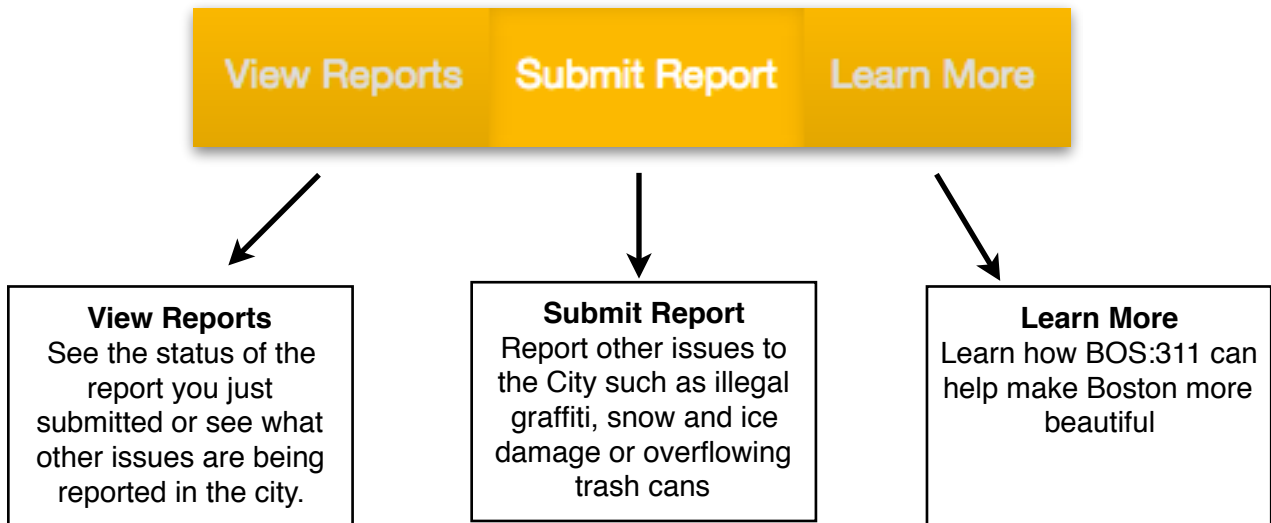 View Reports Submit Report Learn More
View Reports
See the status of the
report you just
submitted or see what
other issues are being
reported in the city.
Submit Report
Report other issues to
the City such as illegal
graffiti, snow and ice
damage or overflowing
trash cans
Learn More
Learn how BOS:311 can
help make Boston more
beautiful